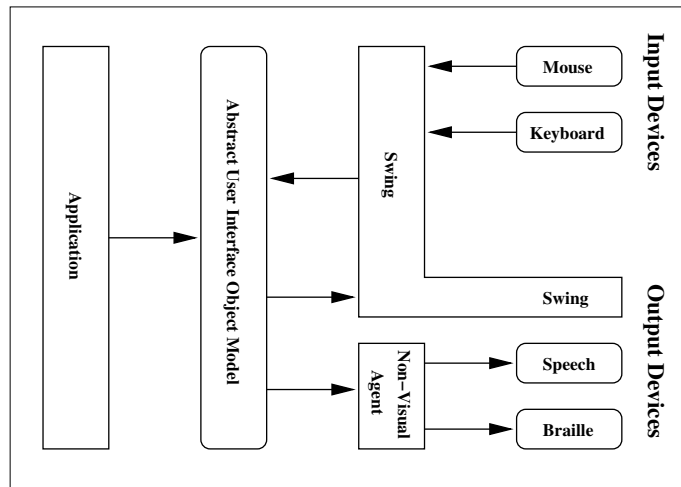 Application
Abstract User Interface Object Model
Swing
Swing
Non-Visual
Agent
Mouse
Keyboard
Speech
Braille
Input Devices
Output Devices